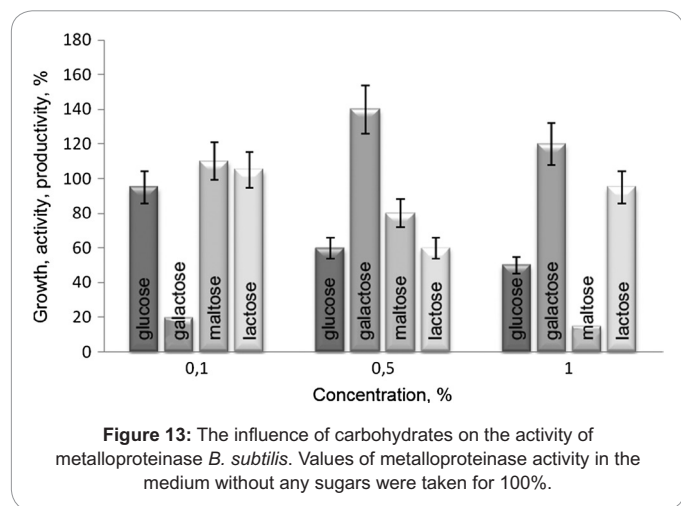 180
160
140
120
100
80
60
40
20
0
Growth, activity, productivity, %
glucose
galactose
maltose
lactose
glucose
galactose
maltose
lactose
glucose
galactose
maltose
lactose
0,1
0,5
1
Concentration, %
Figure 13: The influence of carbohydrates on the activity of
metalloproteinase B. subtilis. Values of metalloproteinase activity in the
medium without any sugars were taken for 100%.